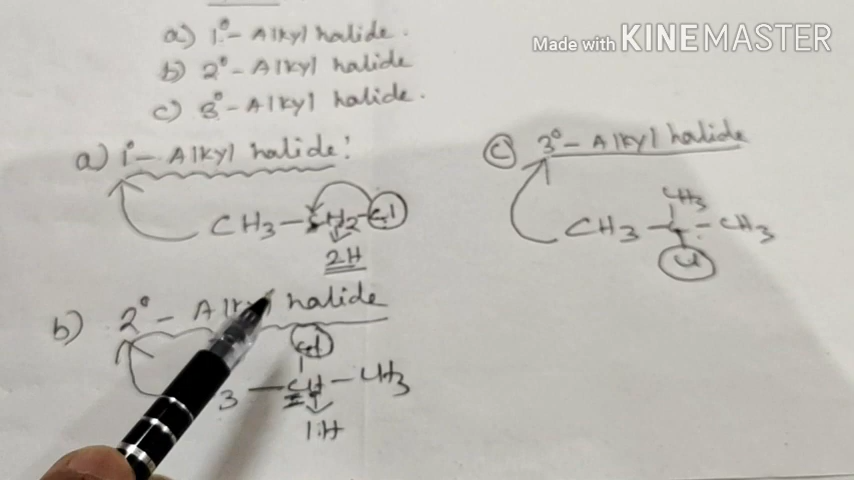 Made with KINEMASTER
a) 1° - Alkyl halide.
b) 2° - Alkyl halide
c) 3° - Alkyl halide.
a) 1° - Alkyl halide:
CH3 - CH2 - Cl
2H
b) 2° - Alkyl halide
Cl
3 - CH - CH3
1H
c) 3° - Alkyl halide
CH3
CH3 - C - CH3
Cl